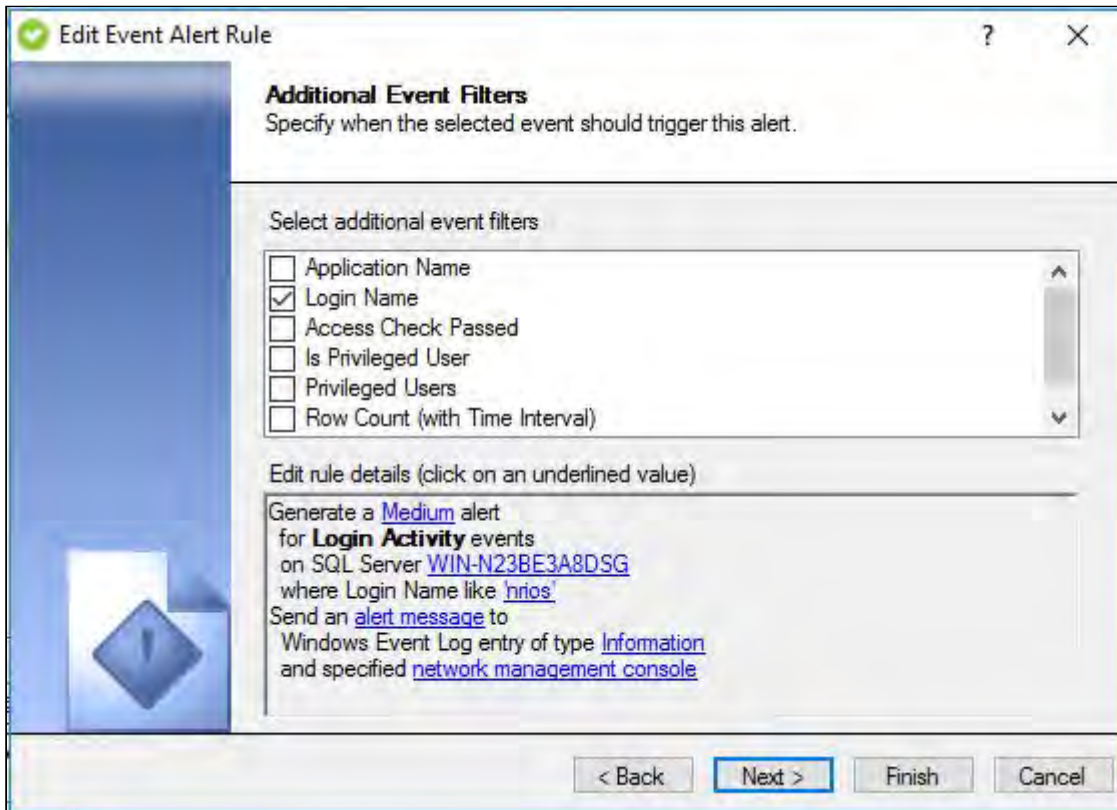 Edit Event Alert Rule
?
Additional Event Filters
Specify when the selected event should trigger this alert.
Select additional event filters
Application Name
Login Name
Access Check Passed
Is Privileged User
Privileged Users
Row Count (with Time Interval)
Edit rule details (click on an underlined value)
Generate a Medium alert
for Login Activity events
on SQL Server WIN-N23BE3A8DSG
where Login Name like 'nrios'
Send an alert message to
Windows Event Log entry of type Information
and specified network management console
< Back
Next >
Finish
Cancel